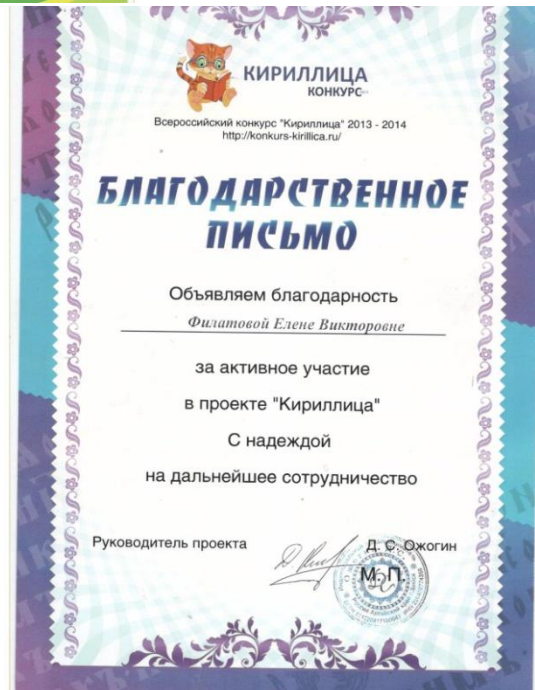 КИРИЛЛИЦА
КОНКУРС
Всероссийский конкурс "Кириллица" 2013 - 2014
http://konkurs-kirillica.ru/
БЛАГОДАРСТВЕННОЕ
ПИСЬМО
Объявляем благодарность
Филатовой Елене Викторовне
за активное участие
в проекте "Кириллица"
С надеждой
на дальнейшее сотрудничество
Руководитель проекта Д. С. Ожогин
М. П.